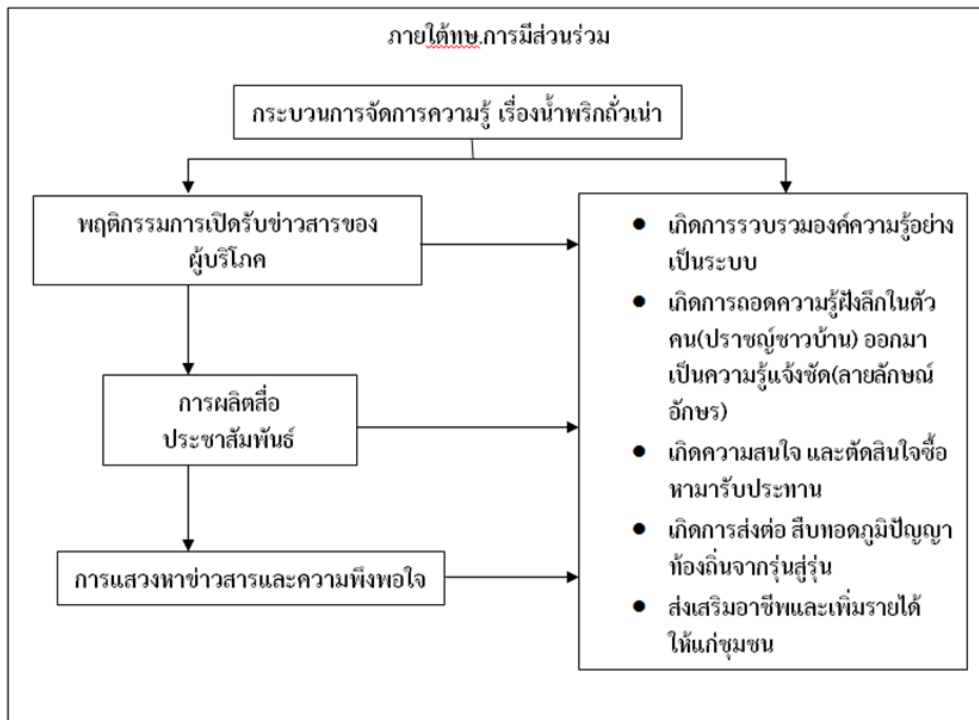 ภายใต้ทษ.การมีส่วนร่วม
กระบวนการจัดการความรู้ เรื่องน้ำพริกถั่วเน่า
พฤติกรรมการเปิดรับข่าวสารของ
ผู้บริโภค
การผลิตสื่อ
ประชาสัมพันธ์
การแสวงหาข่าวสารและความพึงพอใจ
● เกิดการรวบรวมองค์ความรู้อย่าง
เป็นระบบ
● เกิดการถอดความรู้ฝังลึกในตัว
คน(ปราชญ์ชาวบ้าน) ออกมา
เป็นความรู้แจ้งชัด(ลายลักษณ์
อักษร)
● เกิดความสนใจ และตัดสินใจซื้อ
หามารับประทาน
● เกิดการส่งต่อ สืบทอดภูมิปัญญา
ท้องถิ่นจากรุ่นสู่รุ่น
● ส่งเสริมอาชีพและเพิ่มรายได้
ให้แก่ชุมชน